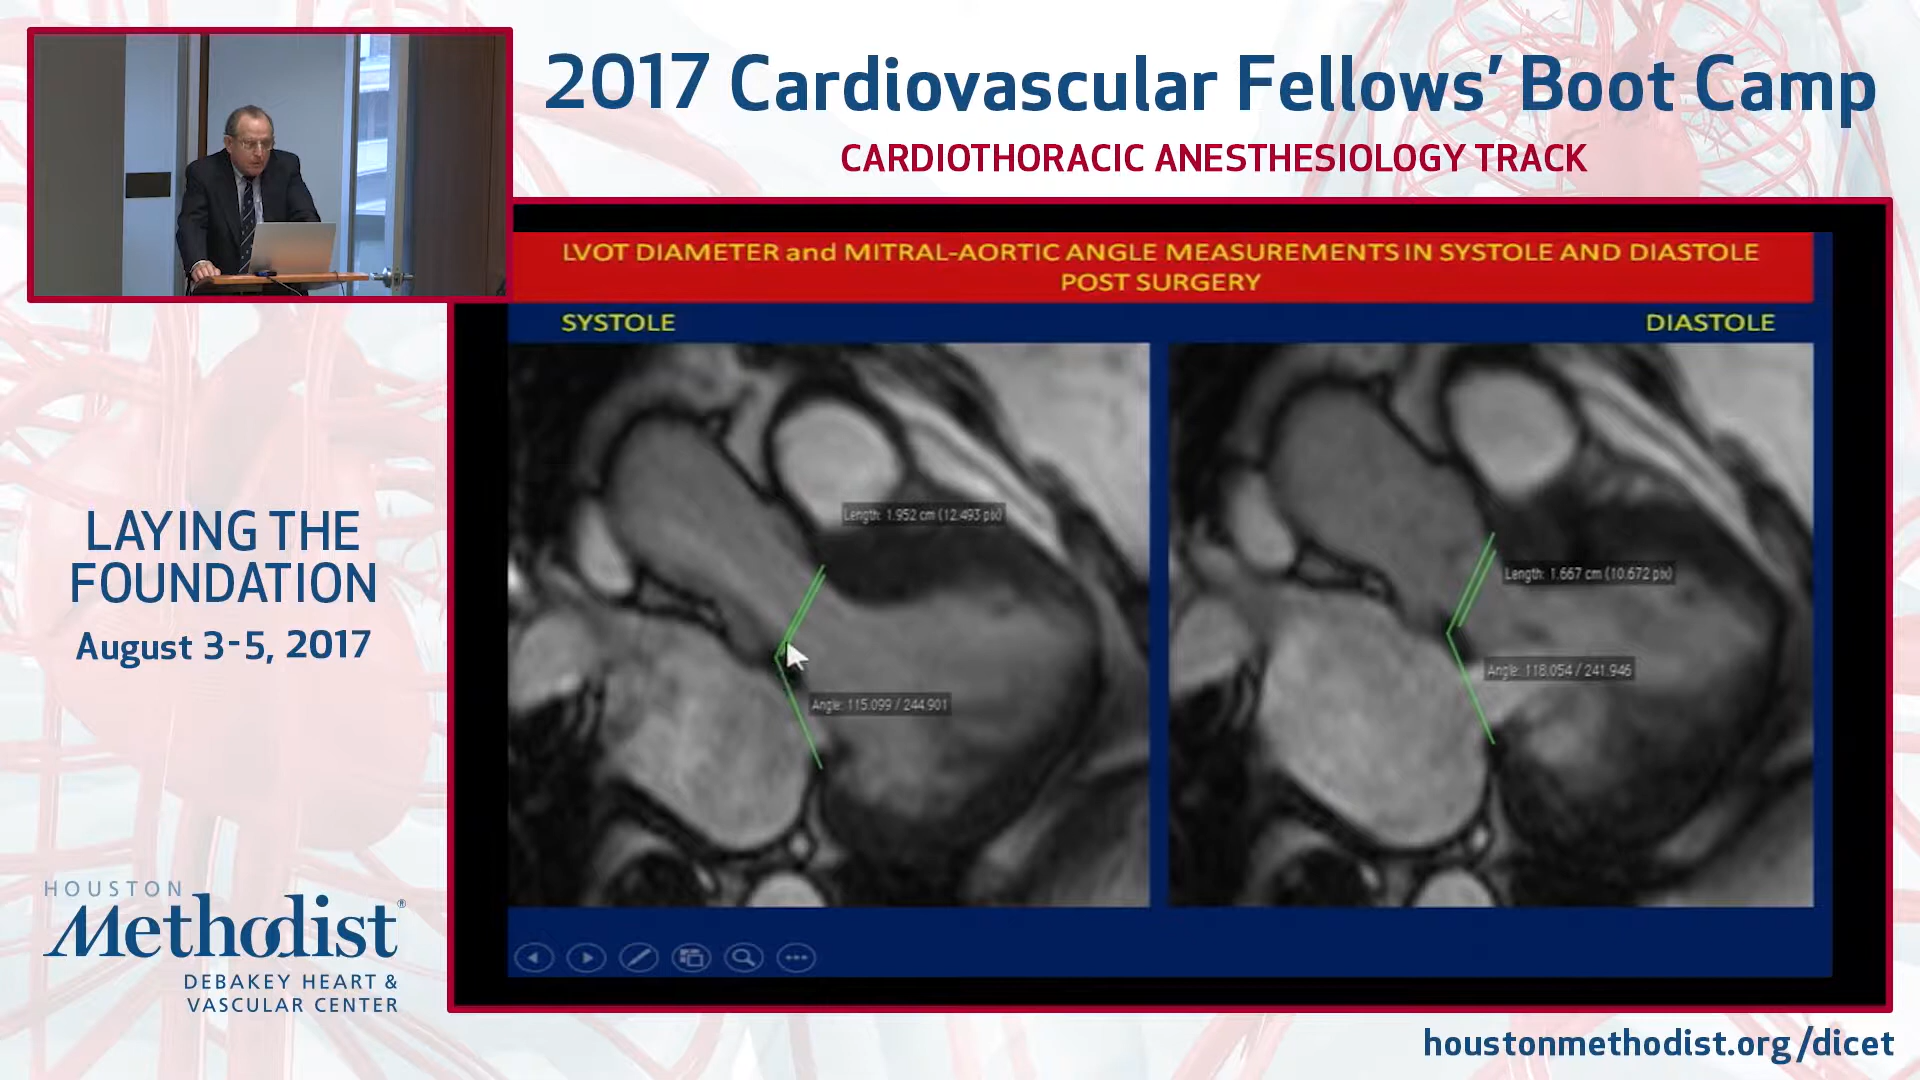 2017 Cardiovascular Fellows' Boot Camp
CARDIOTHORACIC ANESTHESIOLOGY TRACK
LVOT DIAMETER and MITRAL-AORTIC ANGLE MEASUREMENTS IN SYSTOLE AND DIASTOLE
POST SURGERY
SYSTOLE
DIASTOLE
Length: 1.952 cm (12.493 pix)
Angle: 115.099 / 244.901
Length: 1.667 cm (10.672 pix)
Angle: 118.054 / 241.946
LAYING THE
FOUNDATION
August 3-5, 2017
HOUSTON
Methodist®
DEBAKEY HEART &
VASCULAR CENTER
houstonmethodist.org/dicet